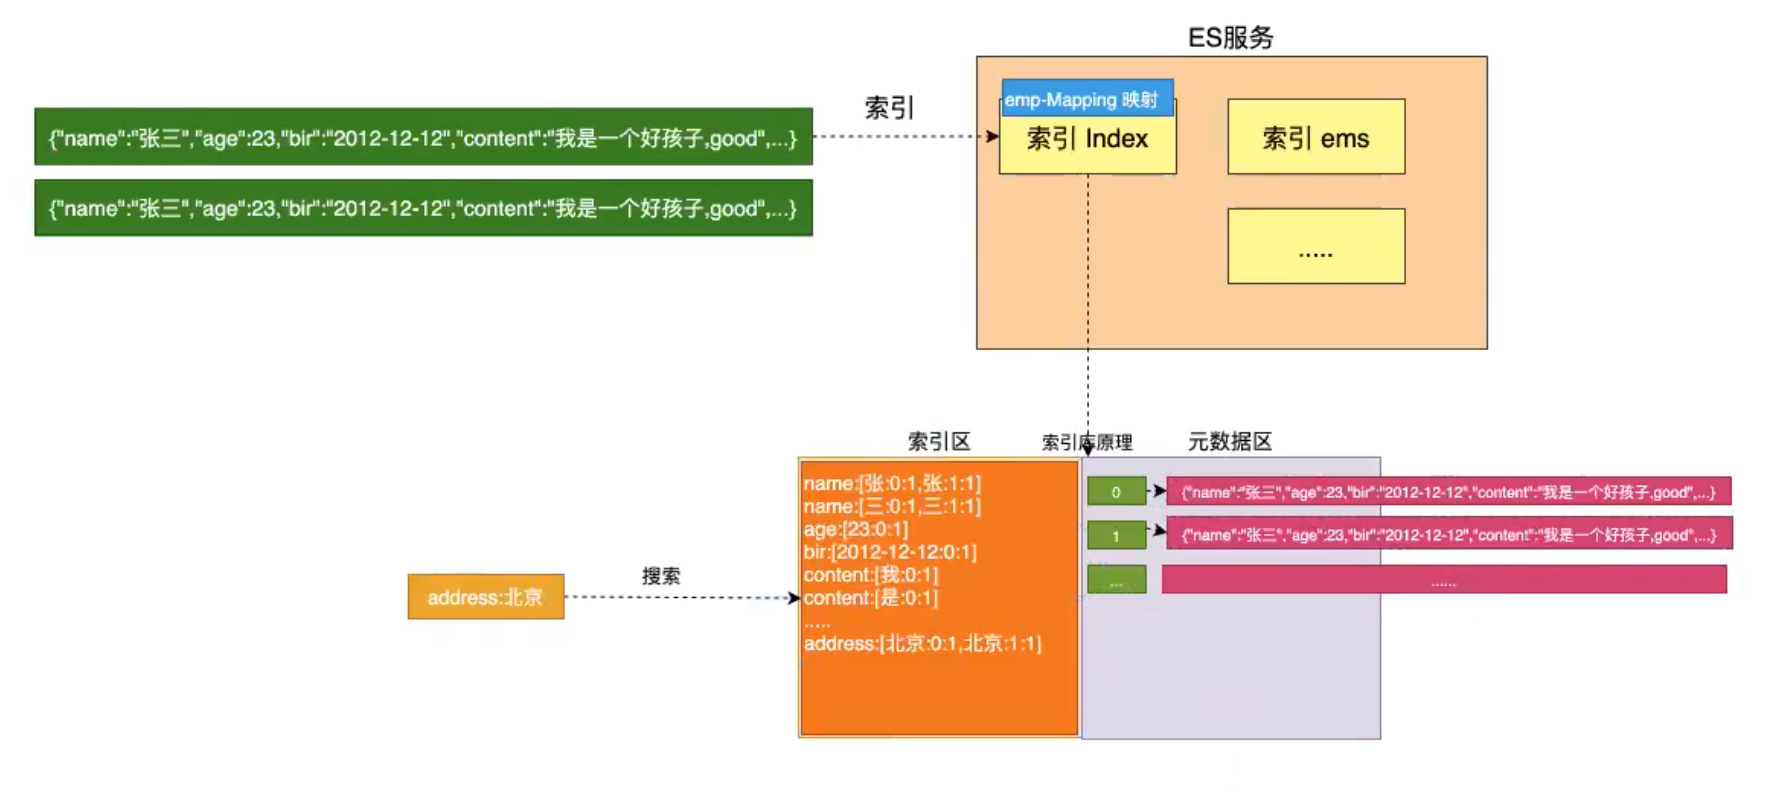 ES服务
emp-Mapping 映射
索引 Index
索引 ems
.....
索引
{"name":"张三","age":23,"bir":"2012-12-12","content":"我是一个好孩子,good",...}
{"name":"张三","age":23,"bir":"2012-12-12","content":"我是一个好孩子,good",...}
索引区
索引库原理
元数据区
name:[张:0:1,张:1:1]
name:[三:0:1,三:1:1]
age:[23:0:1]
bir:[2012-12-12:0:1]
content:[我:0:1]
content:[是:0:1]
.....
address:[北京:0:1,北京:1:1]
0
{"name":"张三","age":23,"bir":"2012-12-12","content":"我是一个好孩子,good",...}
1
{"name":"张三","age":23,"bir":"2012-12-12","content":"我是一个好孩子,good",...}
...
......
搜索
address:北京